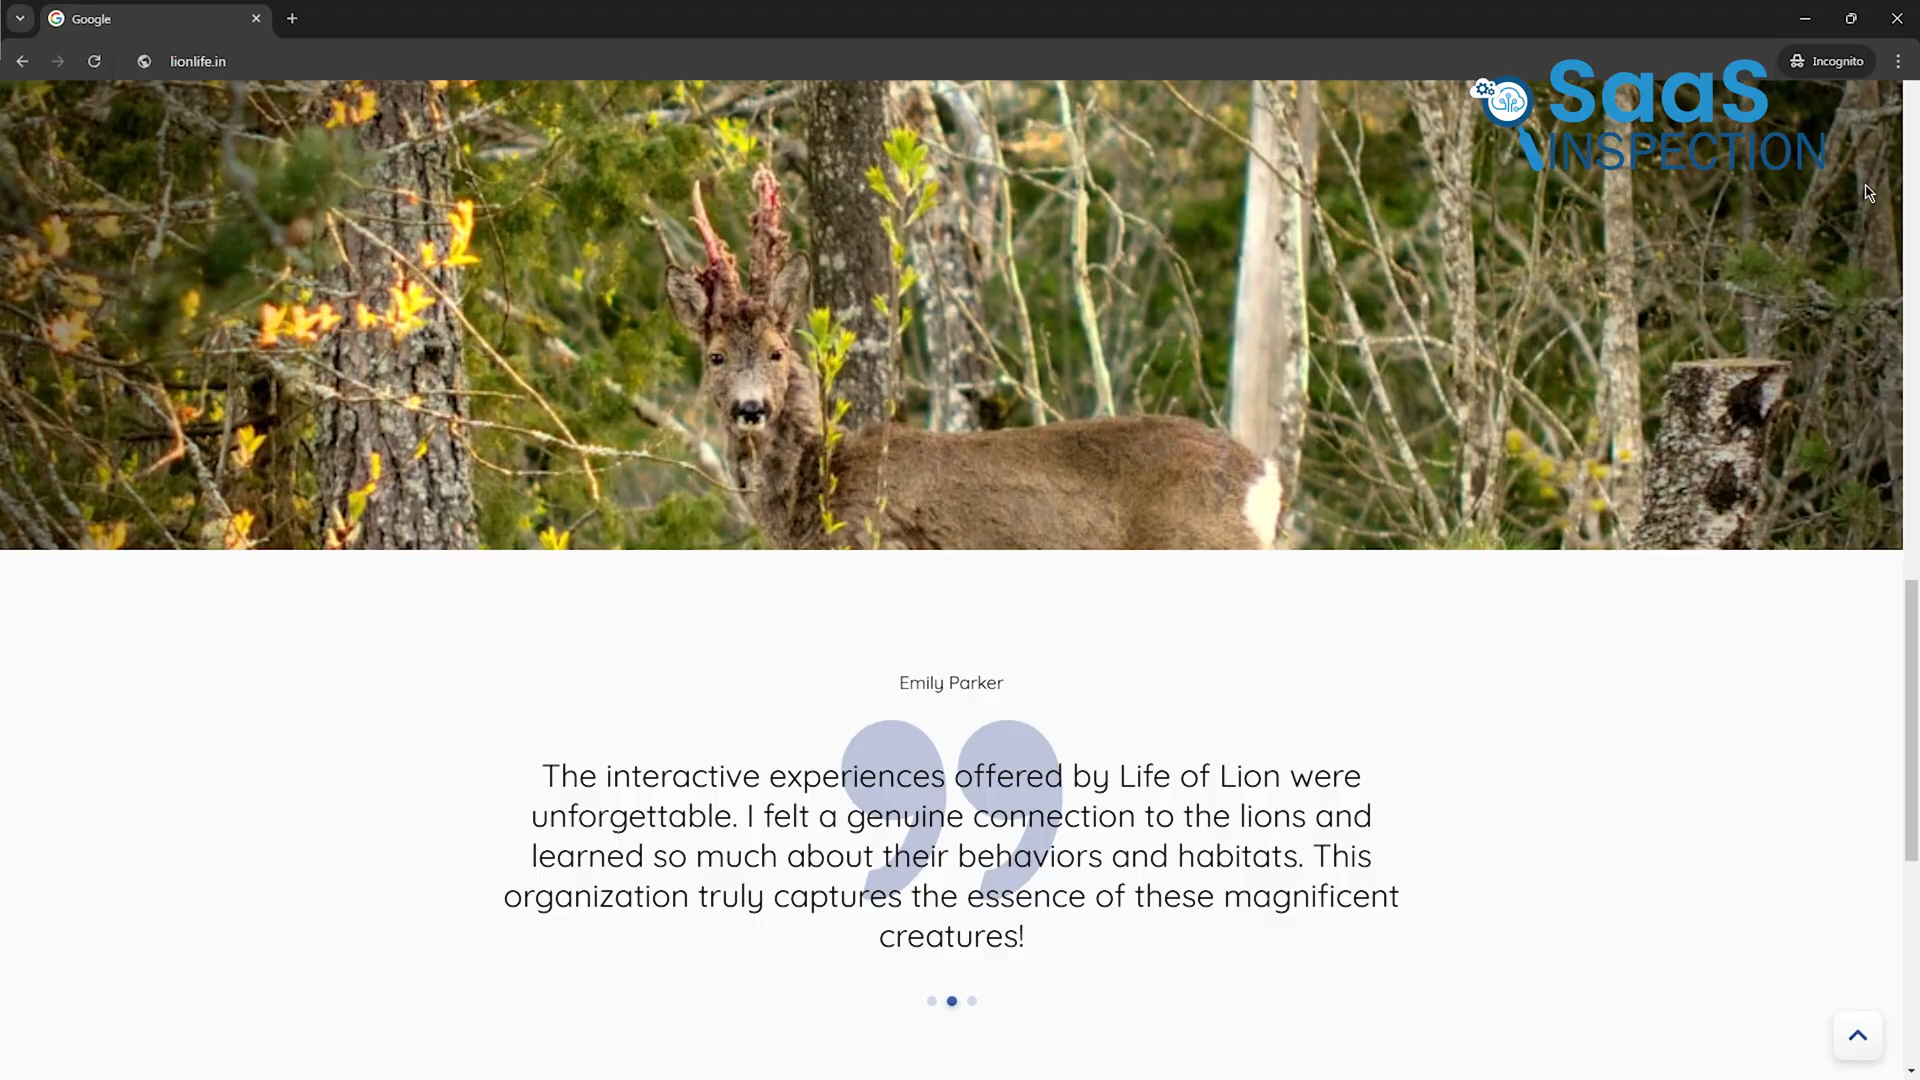 Google
lionlife.in
Incognito
SaaS
INSPECTION
Emily Parker
The interactive experiences offered by Life of Lion were
unforgettable. I felt a genuine connection to the lions and
learned so much about their behaviors and habitats. This
organization truly captures the essence of these magnificent
creatures!